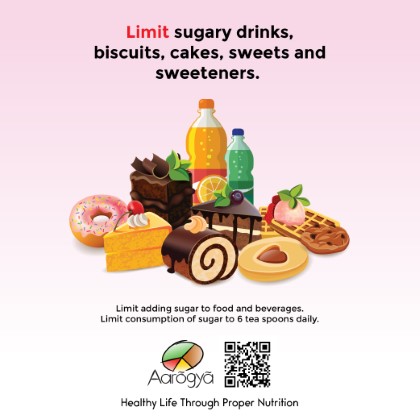 Limit sugary drinks,
biscuits, cakes, sweets and
sweeteners.
Limit adding sugar to food and beverages.
Limit consumption of sugar to 6 tea spoons daily.
Aarōgyā
Healthy Life Through Proper Nutrition